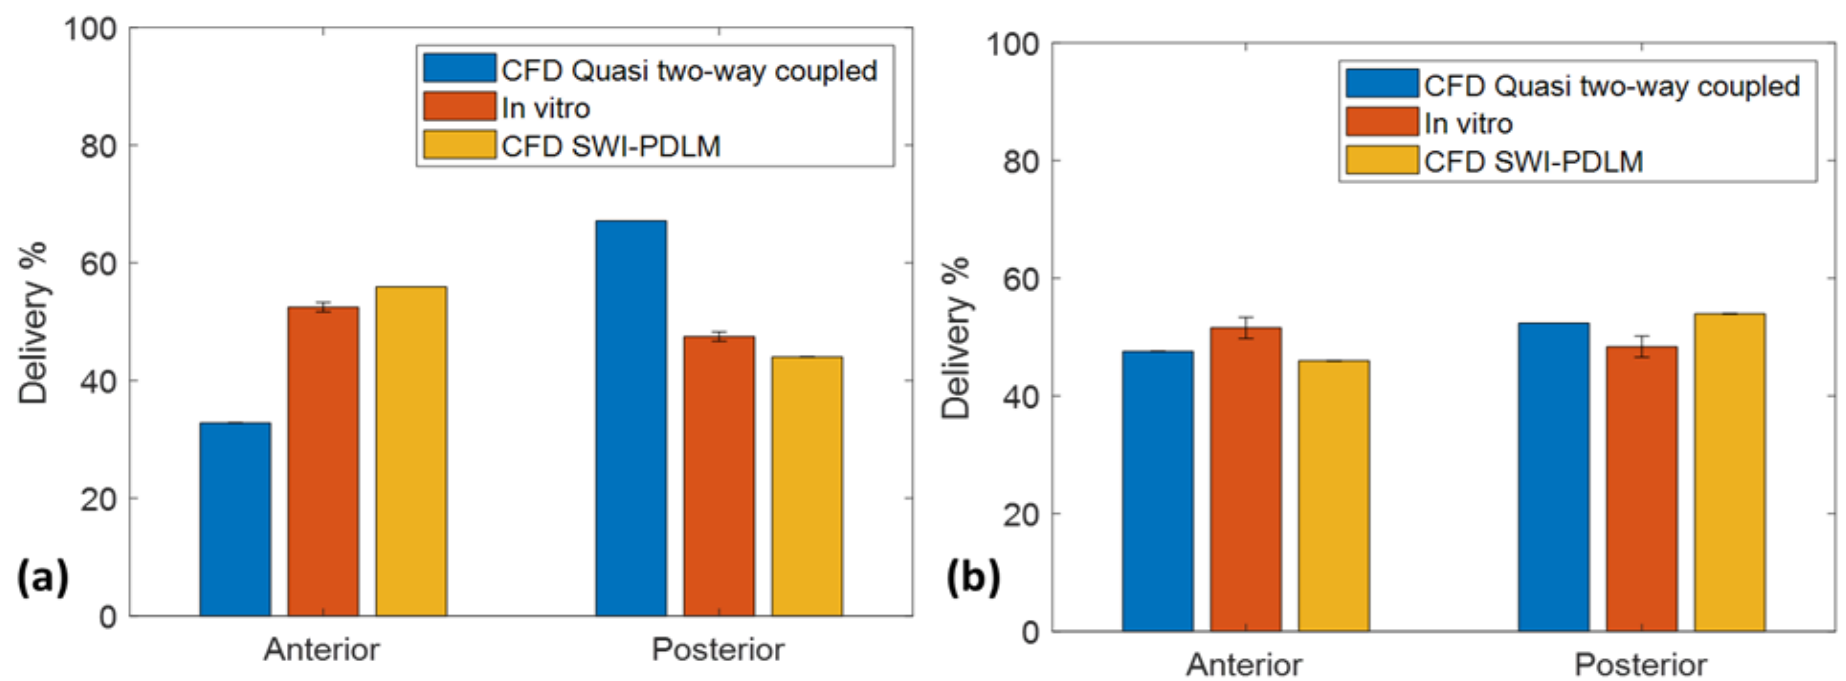 100
80
60
40
20
0
Delivery %
CFD Quasi two-way coupled
In vitro
CFD SWI-PDLM
Anterior
Posterior
(a)
100
80
60
40
20
0
Delivery %
CFD Quasi two-way coupled
In vitro
CFD SWI-PDLM
Anterior
Posterior
(b)